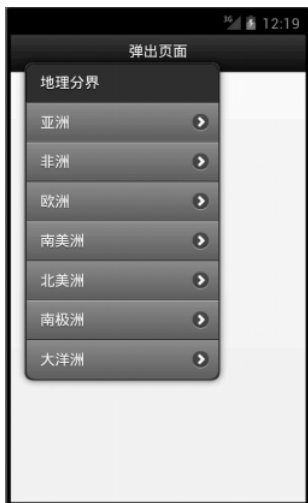 3G 12:19
弹出页面
地理分界
亚洲
非洲
欧洲
南美洲
北美洲
南极洲
大洋洲